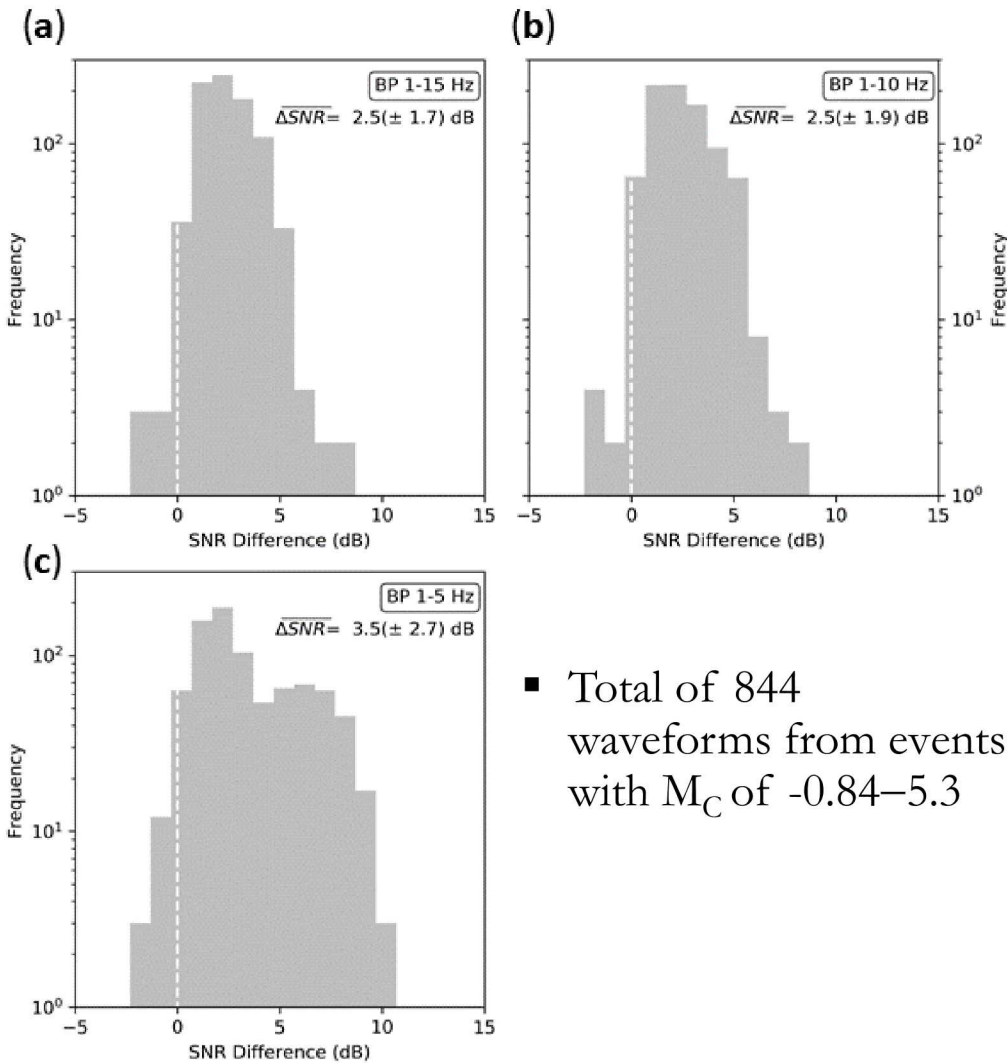 (a)
BP 1-15 Hz
ΔSNR= 2.5(± 1.7) dB
Frequency
10²
10¹
10⁰
-5 0 5 10 15
SNR Difference (dB)
(b)
BP 1-10 Hz
ΔSNR= 2.5(± 1.9) dB
10²
10¹
10⁰
Frequency
-5 0 5 10 15
SNR Difference (dB)
(c)
BP 1-5 Hz
ΔSNR= 3.5(± 2.7) dB
Frequency
10²
10¹
10⁰
-5 0 5 10 15
SNR Difference (dB)
▪ Total of 844
waveforms from events
with M_C of -0.84–5.3